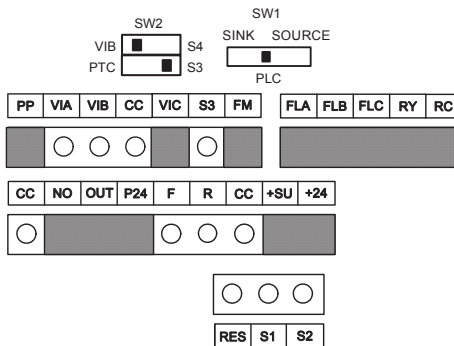 SW2
SW1
VIB S4
SINK SOURCE
PTC S3
PLC
PP VIA VIB CC VIC S3 FM FLA FLB FLC RY RC
CC NO OUT P24 F R CC +SU +24
RES S1 S2